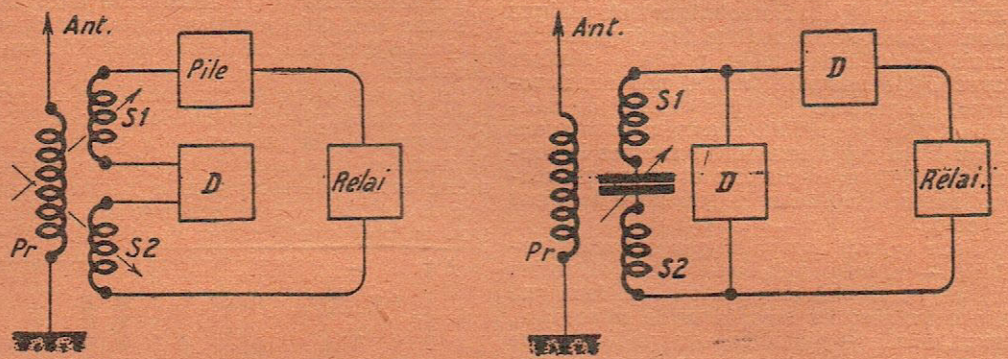 Ant.
Pile
S1
D
Relai
Pr
S2
Ant.
D
S1
D
Rëlai.
Pr
S2